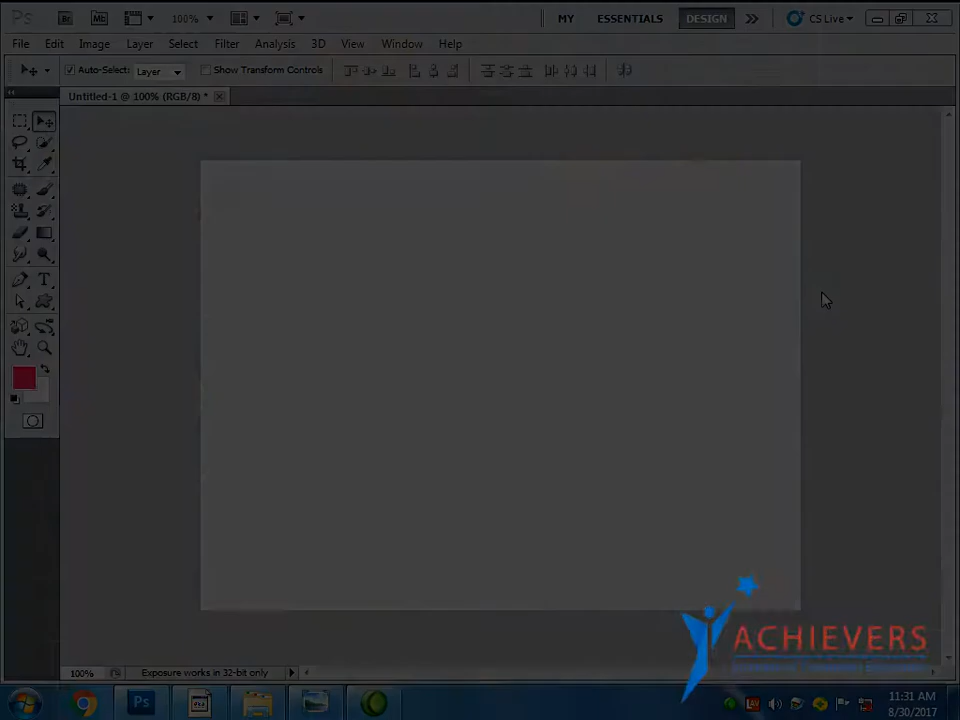 Ps Br Mb 100% MY ESSENTIALS DESIGN CS Live
File Edit Image Layer Select Filter Analysis 3D View Window Help
Auto-Select: Layer Show Transform Controls
Untitled-1 @ 100% (RGB/8) *
T
ACHIEVERS
100% Exposure works in 32-bit only
Ps 11:31 AM
8/30/2017